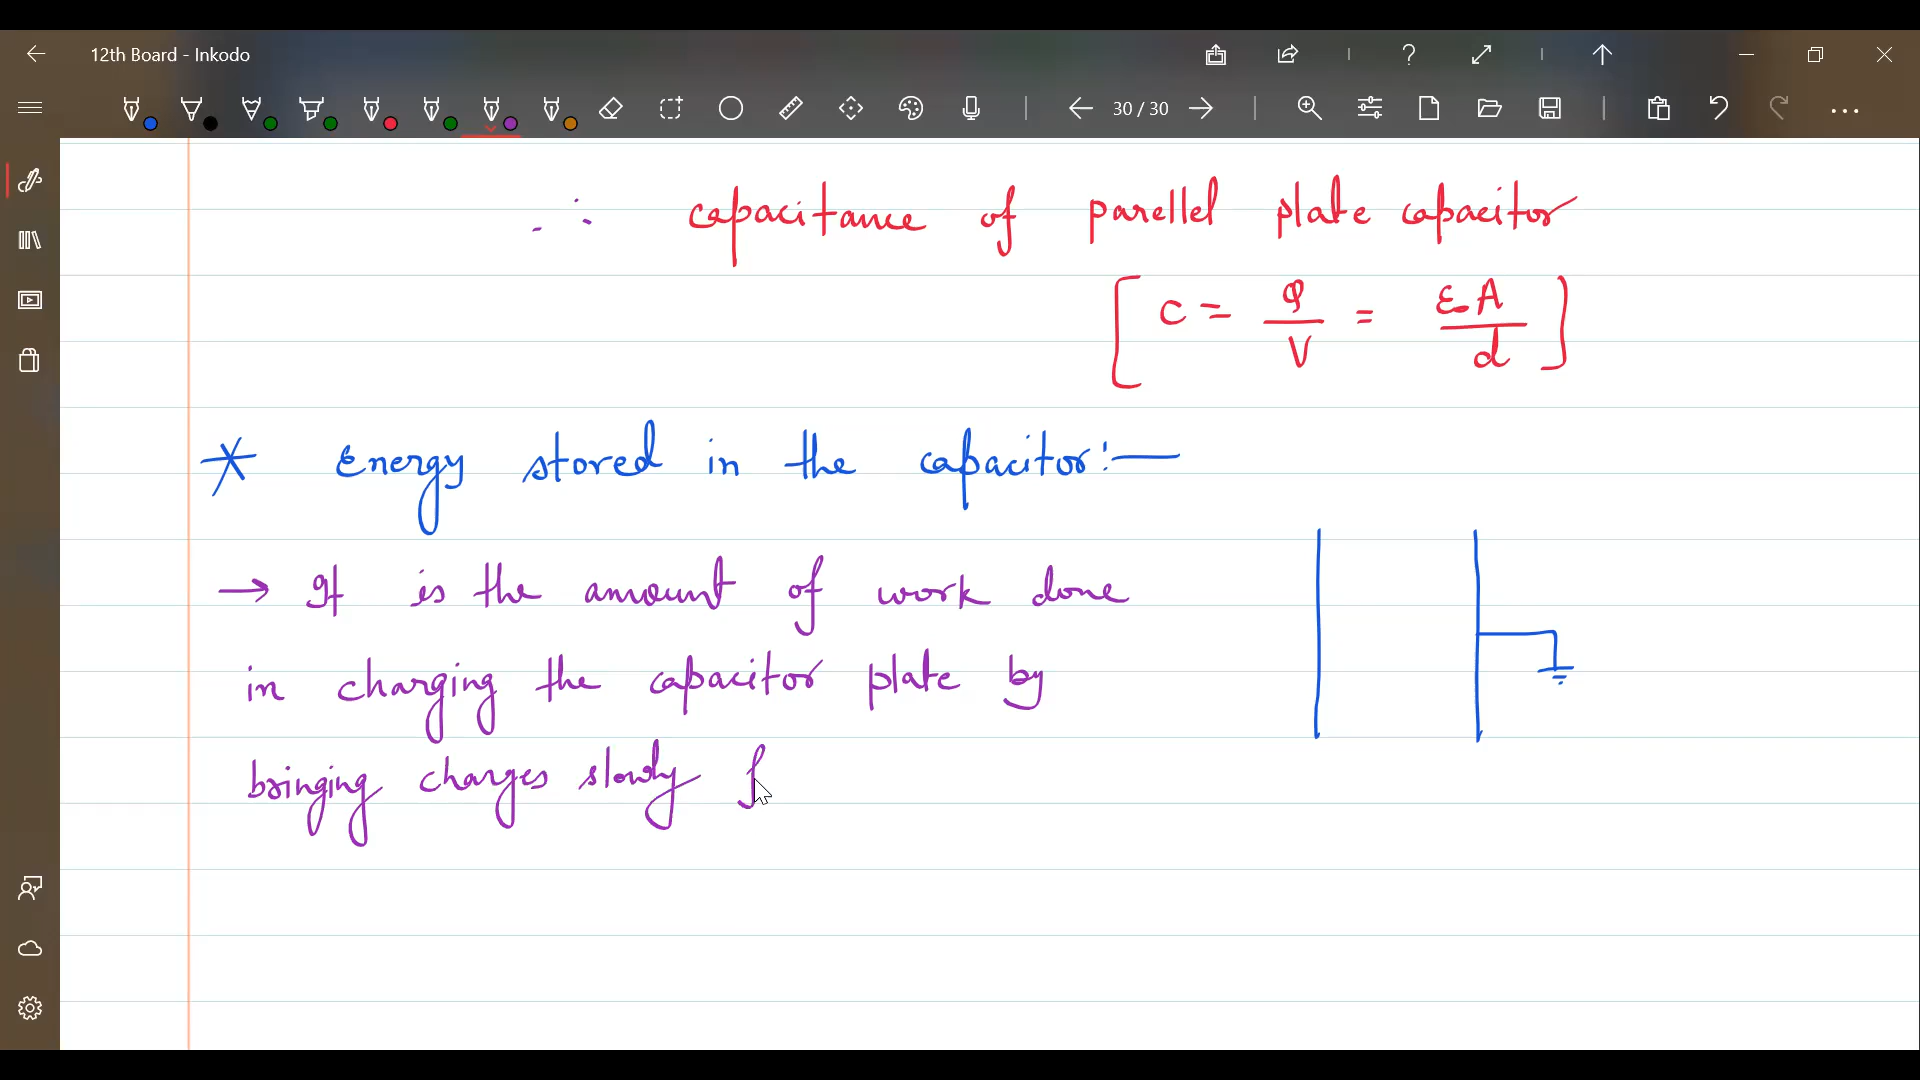 12th Board - Inkodo
30 / 30
∴ capacitance of parellel plate capacitor
[ C = Q/V = ε₀A/d ]
* Energy stored in the capacitor:—
→ It is the amount of work done
in charging the capacitor plate by
bringing charges slowly f